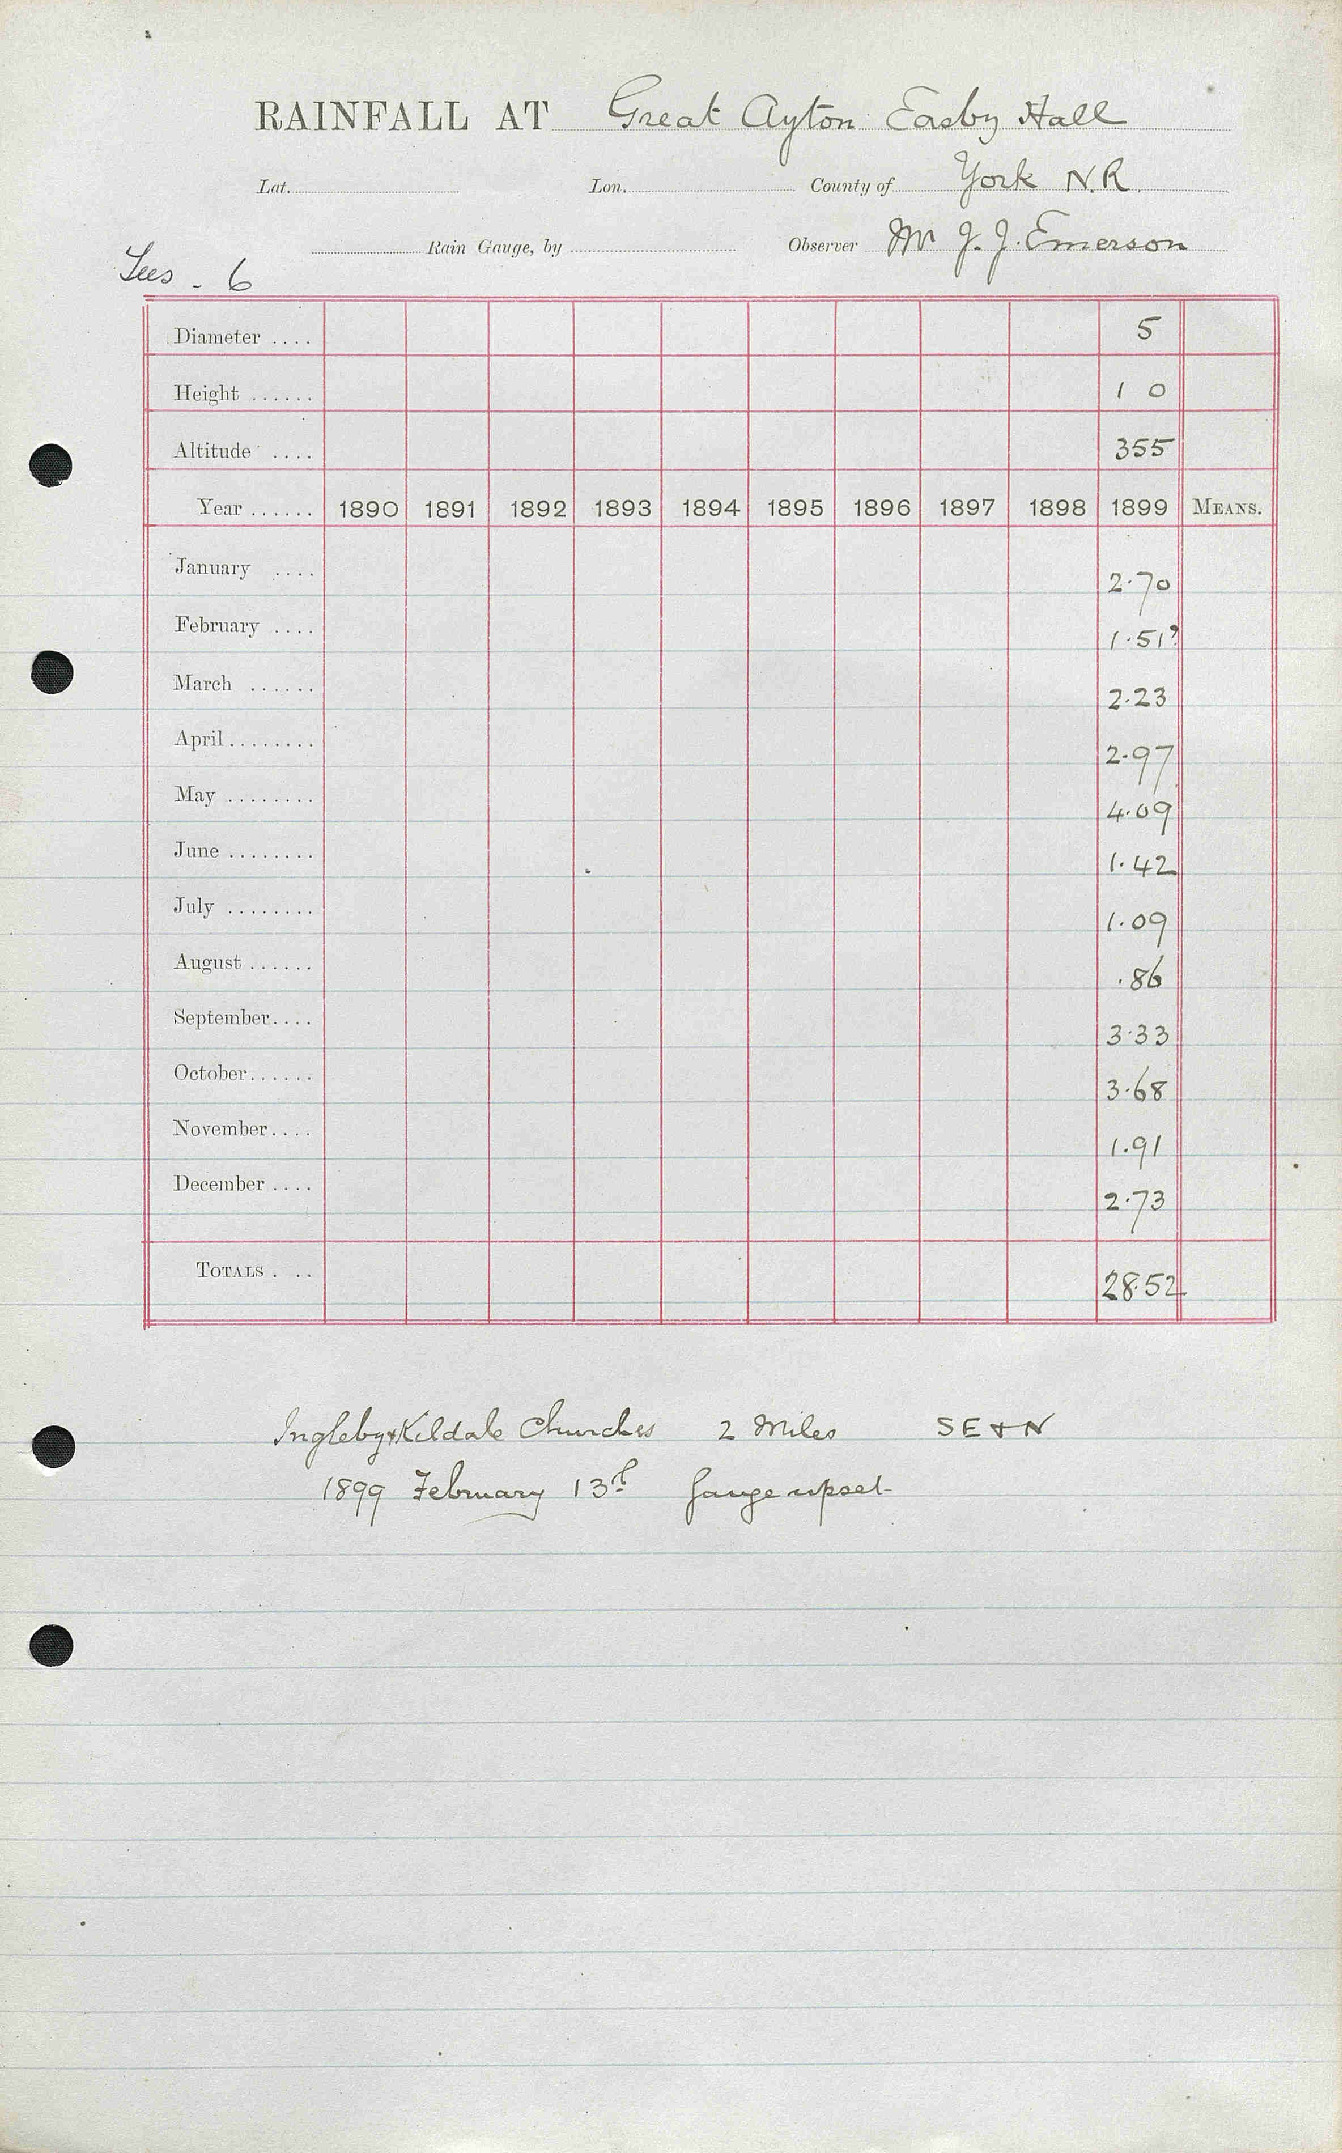 RAINFALL AT Great Ayton Easby Hall
Lat. Lon. County of York N.R.
Rain Gauge, by Observer Mr J. J. Emerson
Tees - 6
Diameter .... 5
Height ...... 1 0
Altitude .... 355
Year ...... 1890 1891 1892 1893 1894 1895 1896 1897 1898 1899 MEANS.
January .... 2.70
February .... 1.51?
March ...... 2.23
April........ 2.97
May ........ 4.09
June ........ 1.42
July ........ 1.09
August ...... .86
September.... 3.33
October...... 3.68
November.... 1.91
December .... 2.73
TOTALS . .. 28.52
Ingleby & Kildale Churches 2 Miles SE & N
1899 February 13th Gauge upset